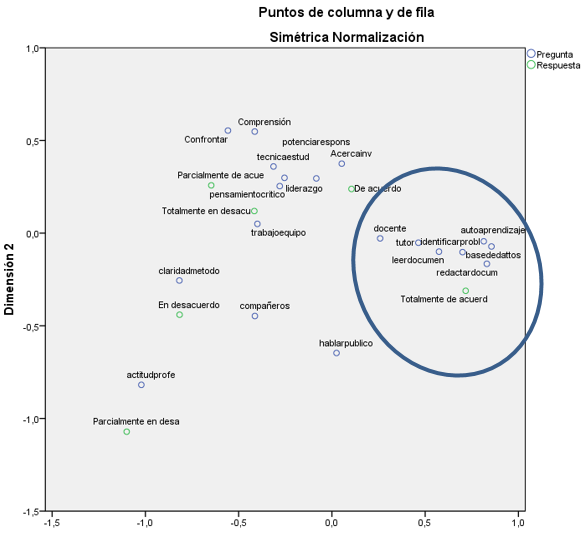 Puntos de columna y de fila
Simétrica Normalización
Pregunta
Respuesta
1,0
0,5
0,0
-0,5
-1,0
-1,5
Dimensión 2
Comprensión
Confrontar
potenciarespons
Acercainv
tecnicaestud
Parcialmente de acue
pensamientocritico
liderazgo
De acuerdo
Totalmente en desacu
trabajoequipo
docente
autoaprendizaje
tutor
identificarprobl
basededattos
leerdocumen
redactardocum
claridadmetodo
Totalmente de acuerd
En desacuerdo
compañeros
hablarpublico
actitudprofe
Parcialmente en desa
-1,5
-1,0
-0,5
0,0
0,5
1,0